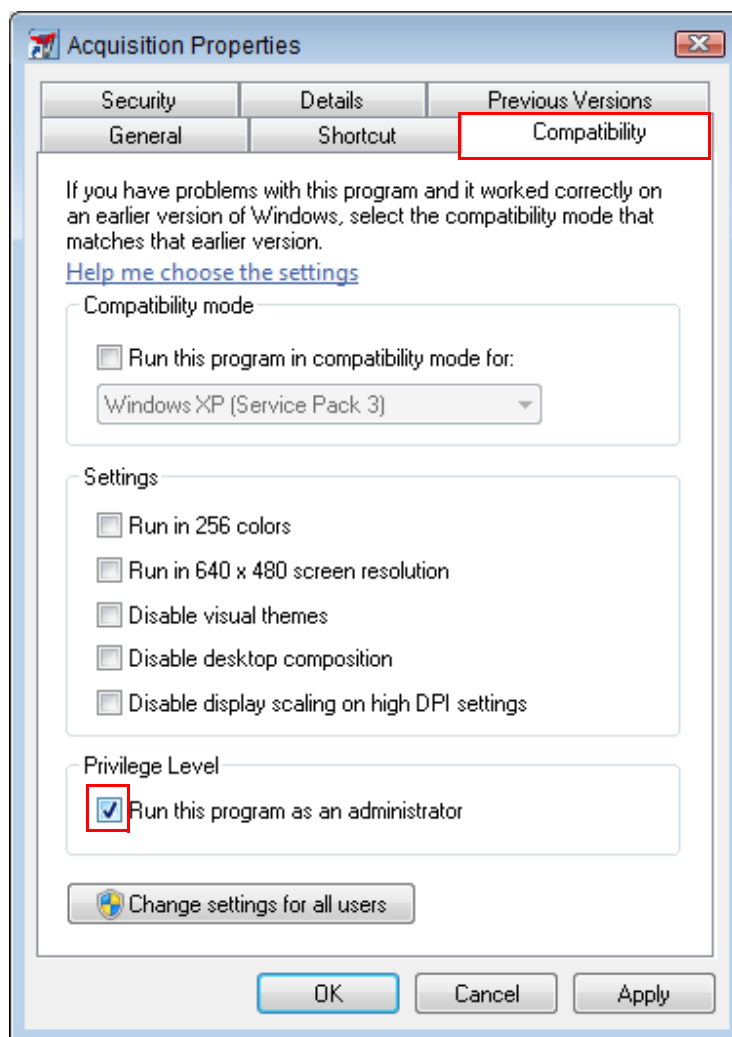 Acquisition Properties
Security Details Previous Versions
General Shortcut Compatibility
If you have problems with this program and it worked correctly on
an earlier version of Windows, select the compatibility mode that
matches that earlier version.
Help me choose the settings
Compatibility mode
Run this program in compatibility mode for:
Windows XP (Service Pack 3)
Settings
Run in 256 colors
Run in 640 x 480 screen resolution
Disable visual themes
Disable desktop composition
Disable display scaling on high DPI settings
Privilege Level
Run this program as an administrator
Change settings for all users
OK Cancel Apply